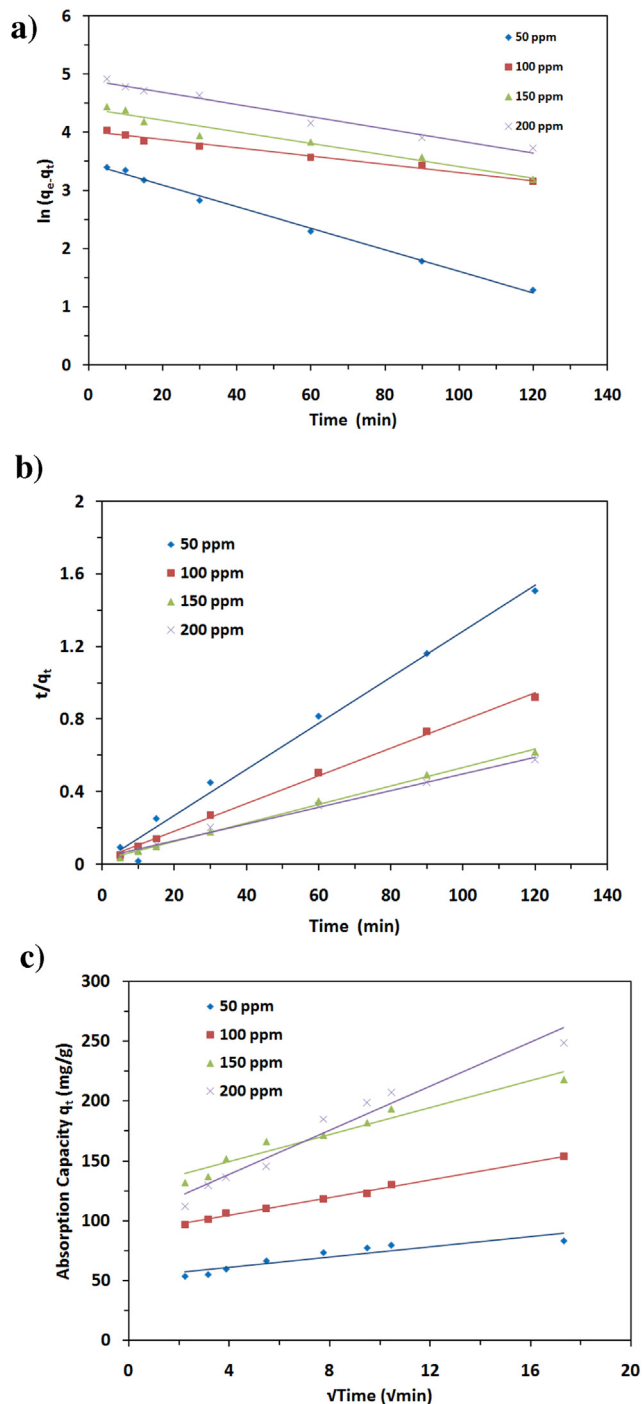 a)
6
5
4
3
2
1
0
ln (qe-qt)
50 ppm
100 ppm
150 ppm
200 ppm
0 20 40 60 80 100 120 140
Time (min)
b)
2
1.6
1.2
0.8
0.4
0
t/qt
50 ppm
100 ppm
150 ppm
200 ppm
0 20 40 60 80 100 120 140
Time (min)
c)
300
250
200
150
100
50
0
Absorption Capacity qt (mg/g)
50 ppm
100 ppm
150 ppm
200 ppm
0 4 8 12 16 20
√Time (√min)